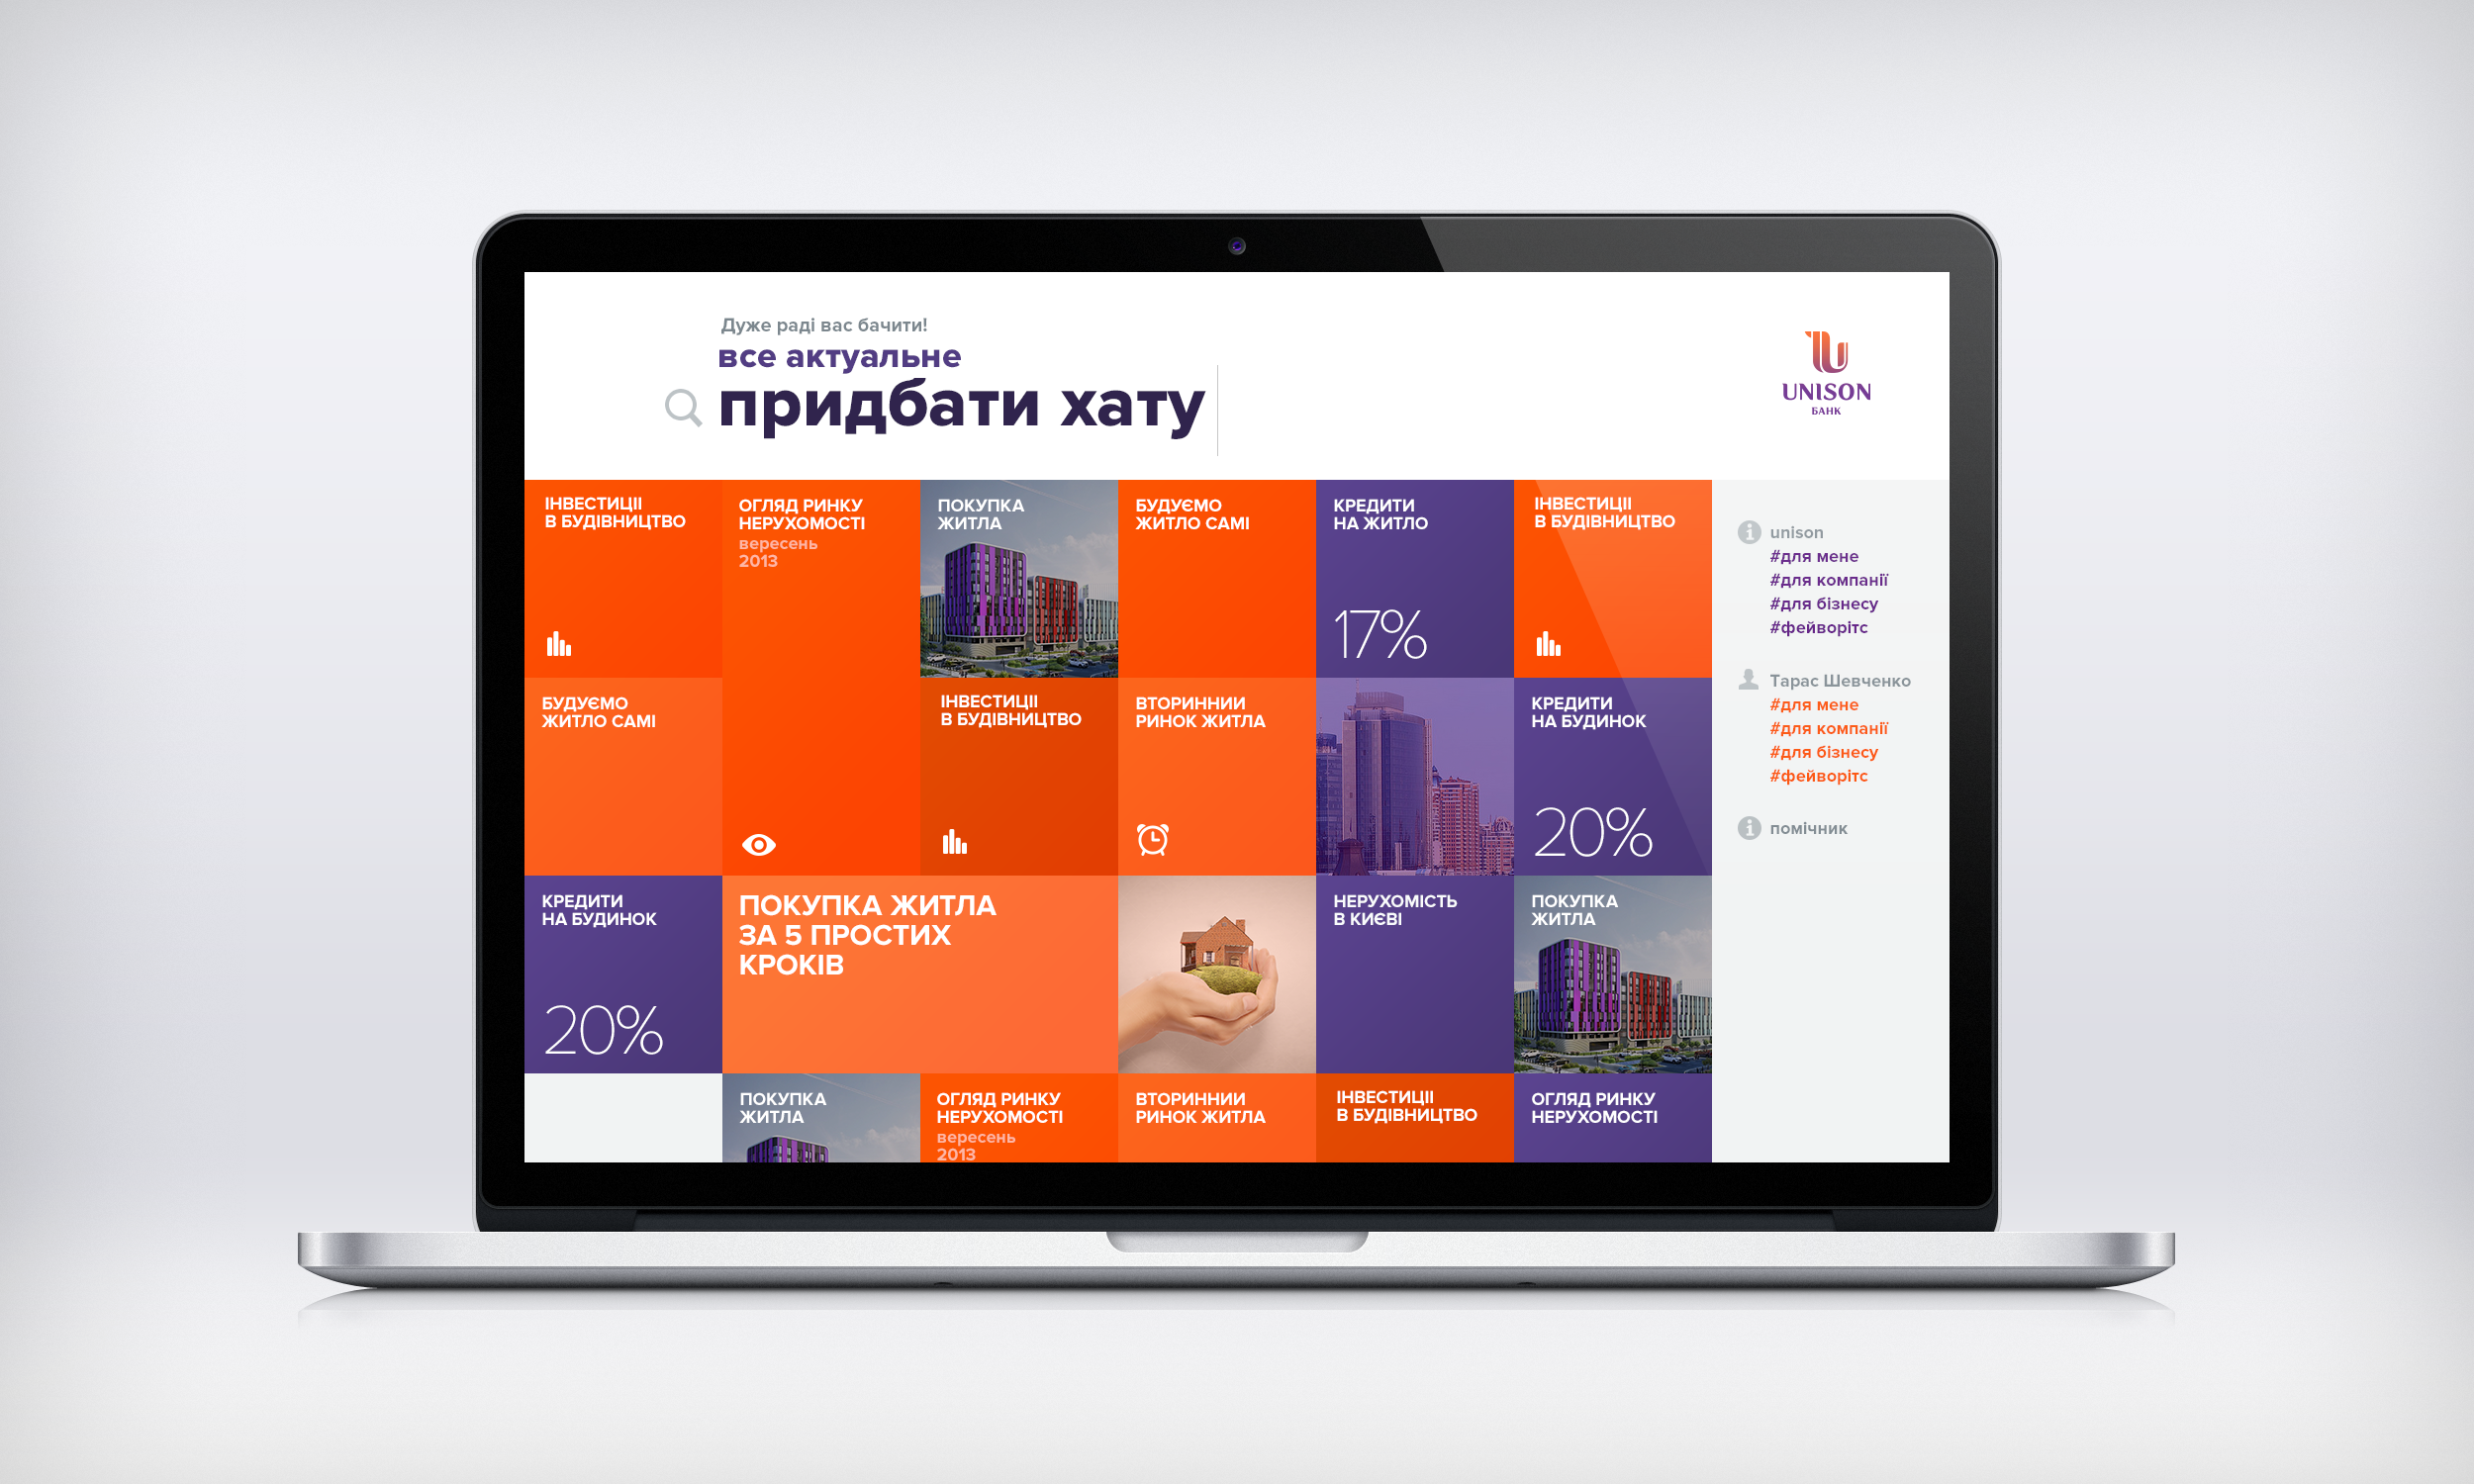 Дуже раді вас бачити!
все актуальне
придбати хату
UNISON
БАНК
ІНВЕСТИЦІІ
В БУДІВНИЦТВО
ОГЛЯД РИНКУ
НЕРУХОМОСТІ
вересень
2013
ПОКУПКА
ЖИТЛА
БУДУЄМО
ЖИТЛО САМІ
КРЕДИТИ
НА ЖИТЛО
17%
ІНВЕСТИЦІІ
В БУДІВНИЦТВО
БУДУЄМО
ЖИТЛО САМІ
ІНВЕСТИЦІІ
В БУДІВНИЦТВО
ВТОРИННИИ
РИНОК ЖИТЛА
КРЕДИТИ
НА БУДИНОК
20%
КРЕДИТИ
НА БУДИНОК
20%
ПОКУПКА ЖИТЛА
ЗА 5 ПРОСТИХ
КРОКІВ
НЕРУХОМІСТЬ
В КИЄВІ
ПОКУПКА
ЖИТЛА
ПОКУПКА
ЖИТЛА
ОГЛЯД РИНКУ
НЕРУХОМОСТІ
вересень
2013
ВТОРИННИИ
РИНОК ЖИТЛА
ІНВЕСТИЦІІ
В БУДІВНИЦТВО
ОГЛЯД РИНКУ
НЕРУХОМОСТІ
unison
#для мене
#для компанії
#для бізнесу
#фейворітс
Тарас Шевченко
#для мене
#для компанії
#для бізнесу
#фейворітс
помічник